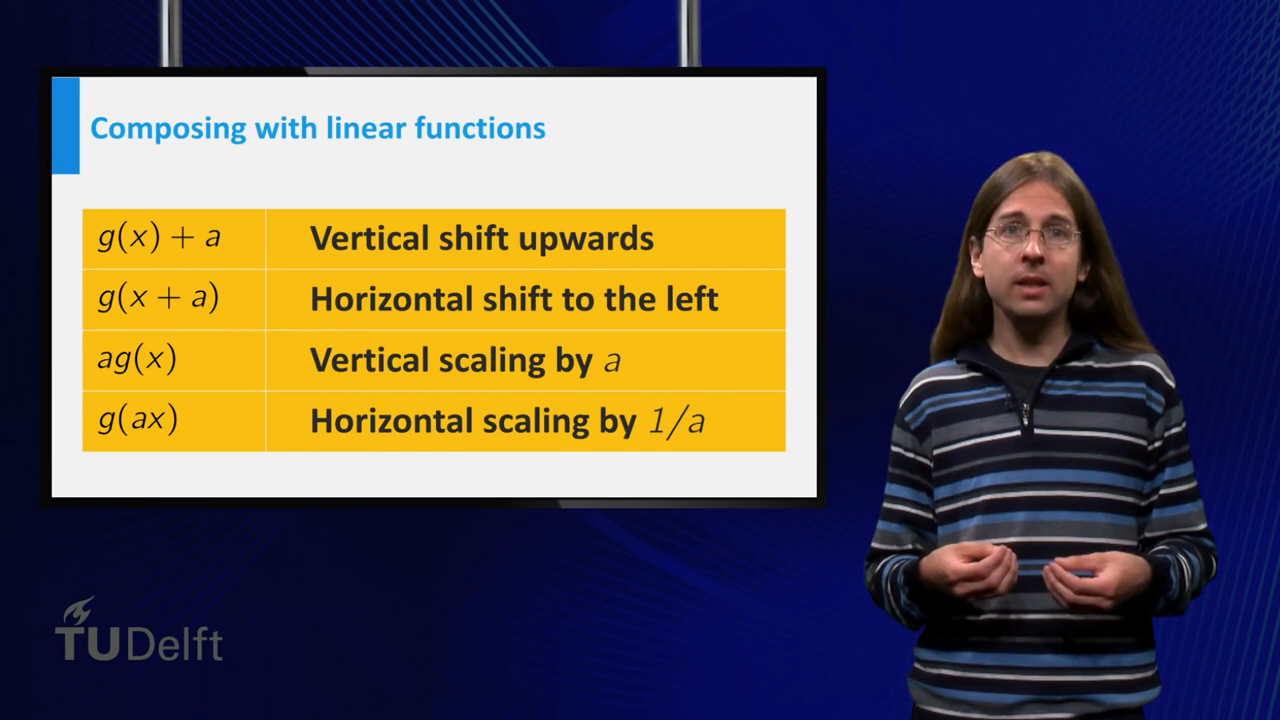 Composing with linear functions
g(x) + a Vertical shift upwards
g(x + a) Horizontal shift to the left
ag(x) Vertical scaling by a
g(ax) Horizontal scaling by 1/a
TUDelft